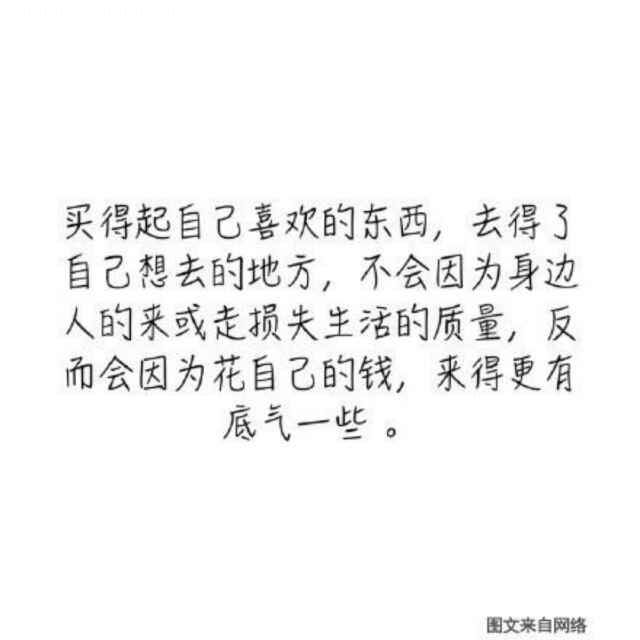 买得起自己喜欢的东西，去得了
自己想去的地方，不会因为身边
人的来或走损失生活的质量，反
而会因为花自己的钱，来得更有
底气一些。
图文来自网络